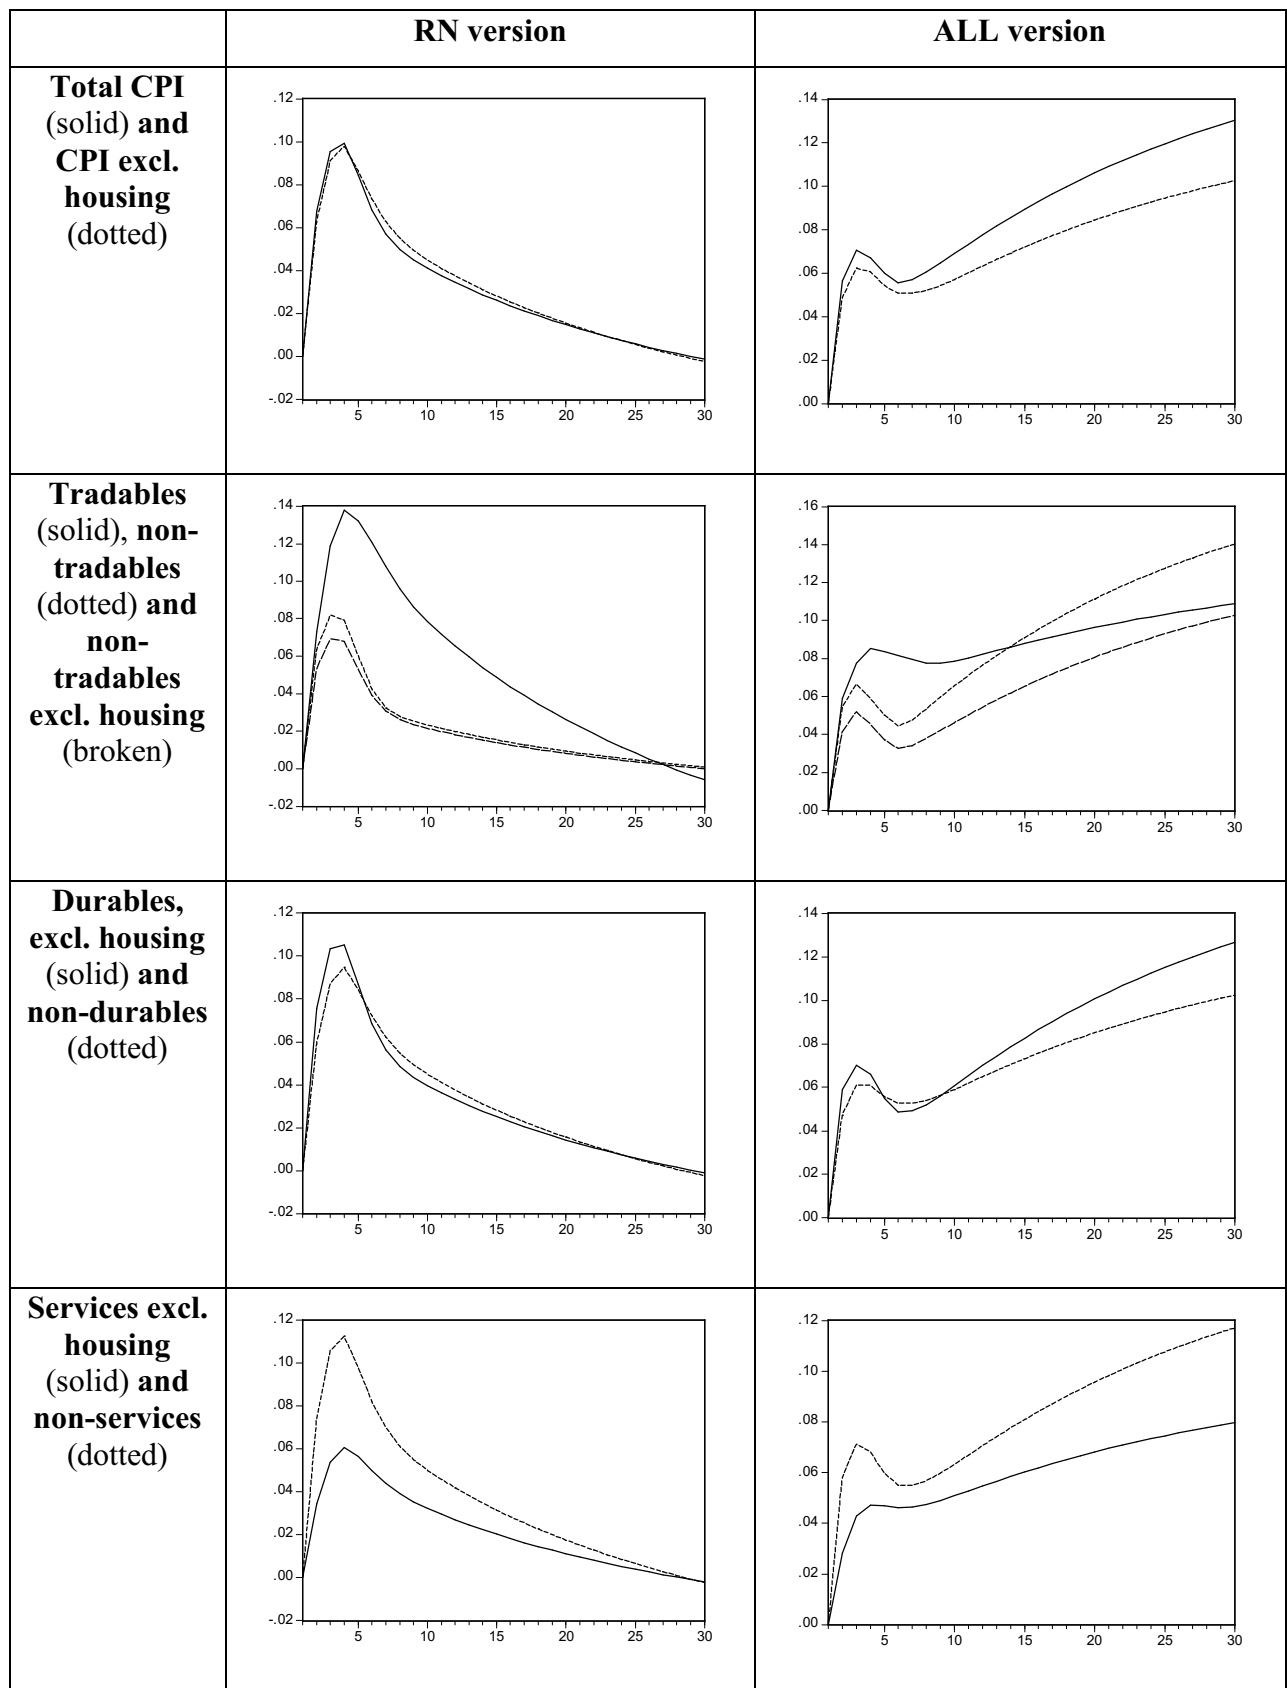 RN version
ALL version
Total CPI
(solid) and
CPI excl.
housing
(dotted)
.12
.10
.08
.06
.04
.02
.00
-.02
5 10 15 20 25 30
.14
.12
.10
.08
.06
.04
.02
.00
5 10 15 20 25 30
Tradables
(solid), non-
tradables
(dotted) and
non-
tradables
excl. housing
(broken)
.14
.12
.10
.08
.06
.04
.02
.00
-.02
5 10 15 20 25 30
.16
.14
.12
.10
.08
.06
.04
.02
.00
5 10 15 20 25 30
Durables,
excl. housing
(solid) and
non-durables
(dotted)
.12
.10
.08
.06
.04
.02
.00
-.02
5 10 15 20 25 30
.14
.12
.10
.08
.06
.04
.02
.00
5 10 15 20 25 30
Services excl.
housing
(solid) and
non-services
(dotted)
.12
.10
.08
.06
.04
.02
.00
-.02
5 10 15 20 25 30
.12
.10
.08
.06
.04
.02
.00
5 10 15 20 25 30